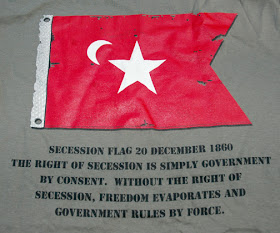 SECESSION FLAG 20 DECEMBER 1860
THE RIGHT OF SECESSION IS SIMPLY GOVERNMENT
BY CONSENT. WITHOUT THE RIGHT OF
SECESSION, FREEDOM EVAPORATES AND
GOVERNMENT RULES BY FORCE.